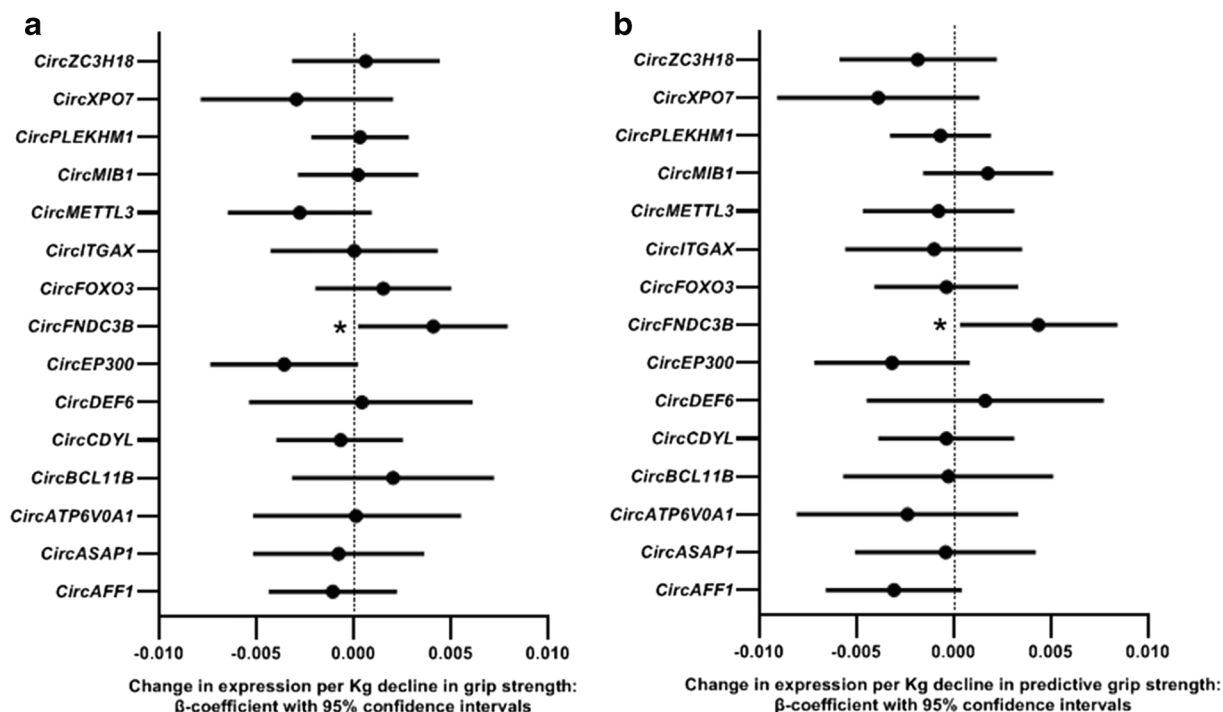 a
CircZC3H18
CircXPO7
CircPLEKHM1
CircMIB1
CircMETTL3
CircITGAX
CircFOXO3
CircFNDC3B *
CircEP300
CircDEF6
CircCDYL
CircBCL11B
CircATP6V0A1
CircASAP1
CircAFF1
-0.010 -0.005 0.000 0.005 0.010
Change in expression per Kg decline in grip strength:
β-coefficient with 95% confidence intervals
b
CircZC3H18
CircXPO7
CircPLEKHM1
CircMIB1
CircMETTL3
CircITGAX
CircFOXO3
CircFNDC3B *
CircEP300
CircDEF6
CircCDYL
CircBCL11B
CircATP6V0A1
CircASAP1
CircAFF1
-0.010 -0.005 0.000 0.005 0.010
Change in expression per Kg decline in predictive grip strength:
β-coefficient with 95% confidence intervals